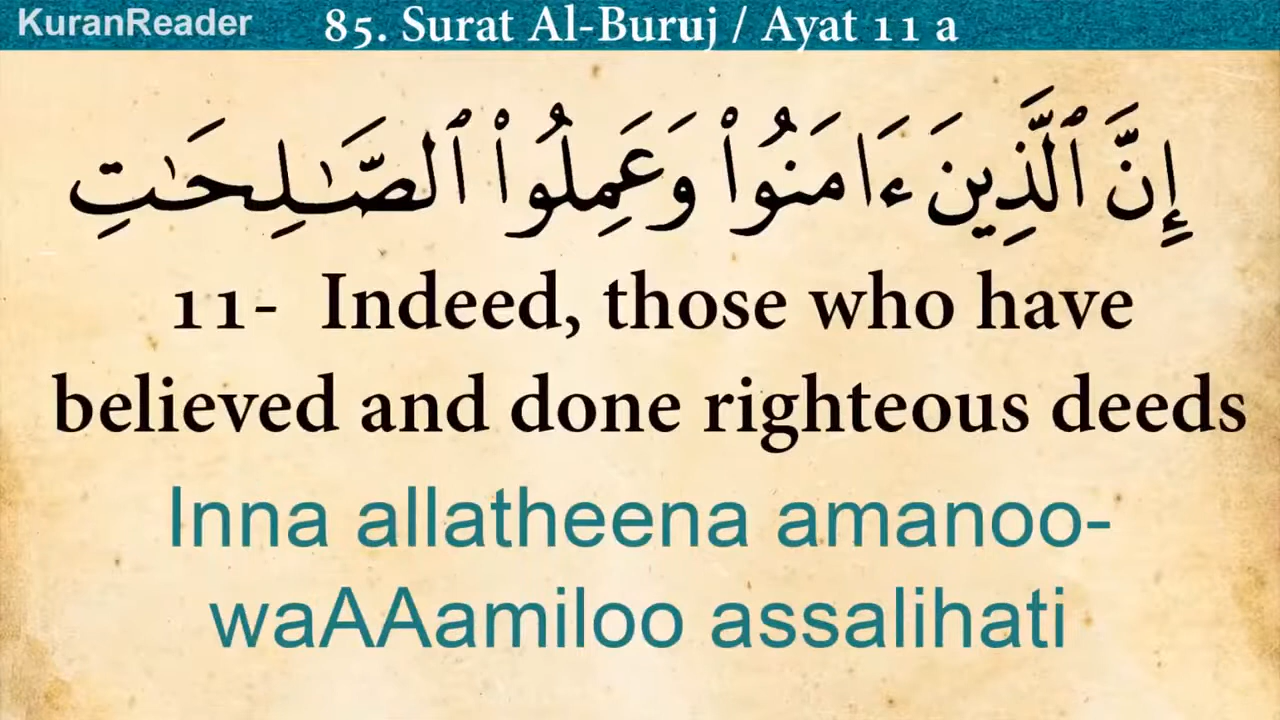 KuranReader
85. Surat Al-Buruj / Ayat 11 a
إِنَّ ٱلَّذِينَ ءَامَنُوا۟ وَعَمِلُوا۟ ٱلصَّـٰلِحَـٰتِ
11- Indeed, those who have
believed and done righteous deeds
Inna allatheena amanoo-
waAAamiloo assalihati